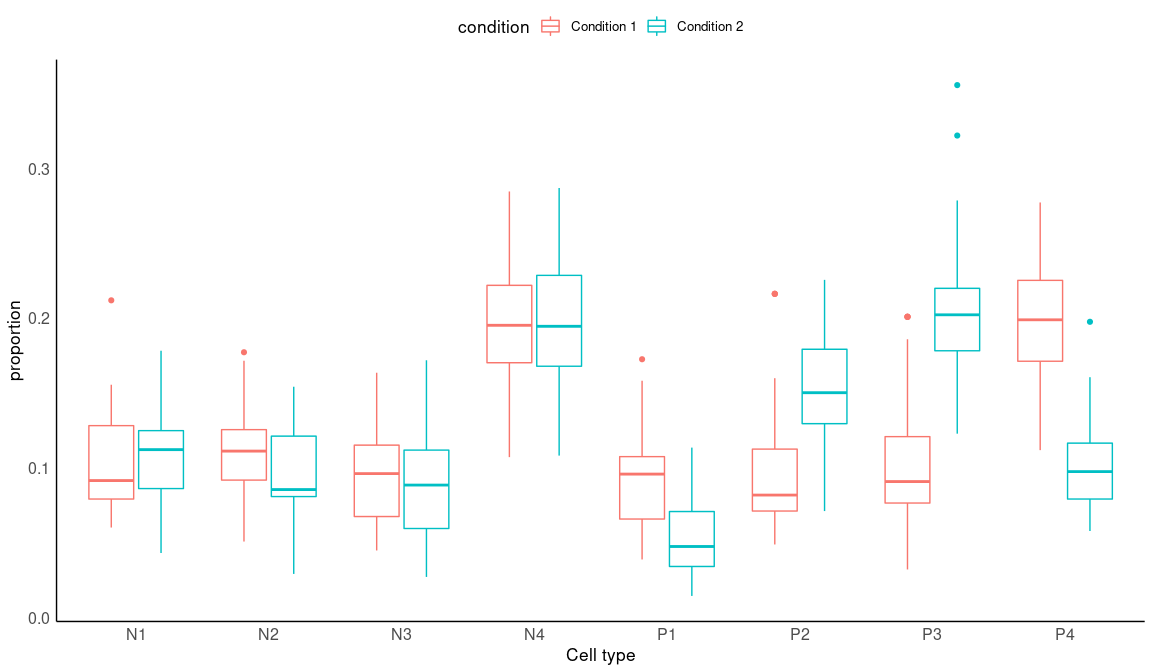 condition Condition 1 Condition 2
0.3
0.2
0.1
0.0
proportion
N1 N2 N3 N4 P1 P2 P3 P4
Cell type